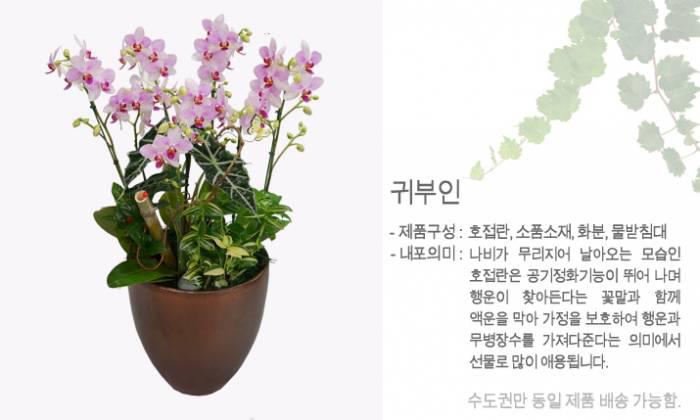 귀부인
- 제품구성 : 호접란, 소품소재, 화분, 물받침대
- 내포의미 : 나비가 무리지어 날아오는 모습인
호접란은 공기정화기능이 뛰어 나며
행운이 찾아든다는 꽃말과 함께
액운을 막아 가정을 보호하여 행운과
무병장수를 가져다준다는 의미에서
선물로 많이 애용됩니다.
수도권만 동일 제품 배송 가능함.